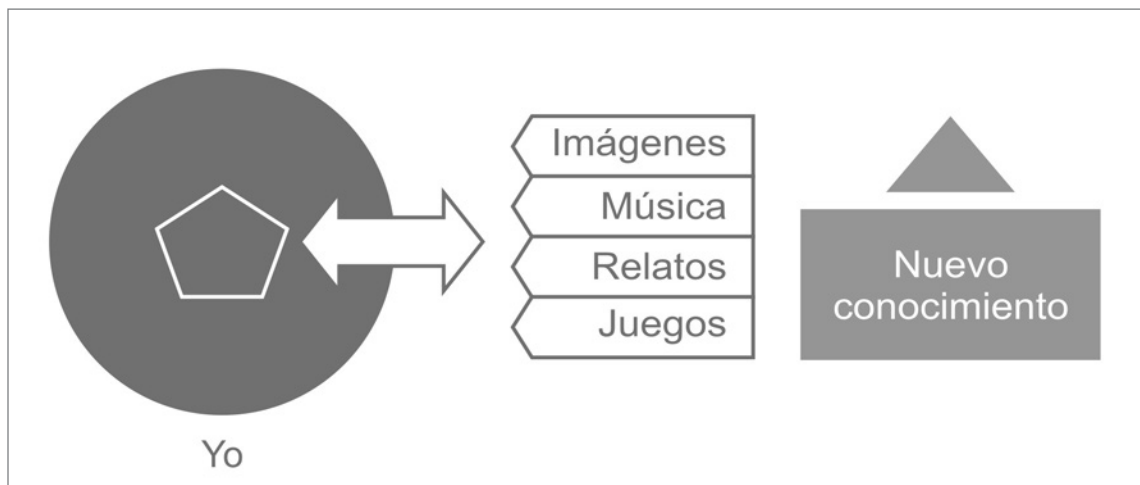 Imágenes
Música
Relatos
Juegos
Nuevo
conocimiento
Yo